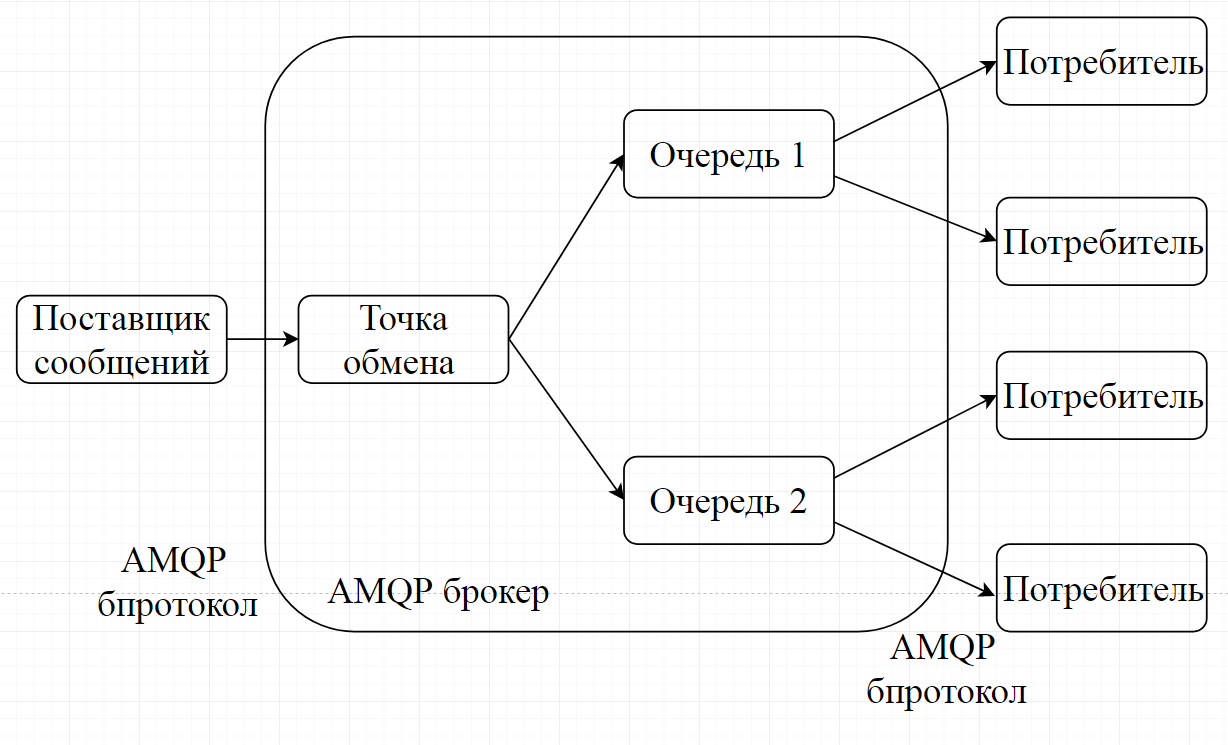 Потребитель
Очередь 1
Потребитель
Поставщик
сообщений
Точка
обмена
Потребитель
Очередь 2
AMQP
бпротокол
AMQP брокер
Потребитель
AMQP
бпротокол